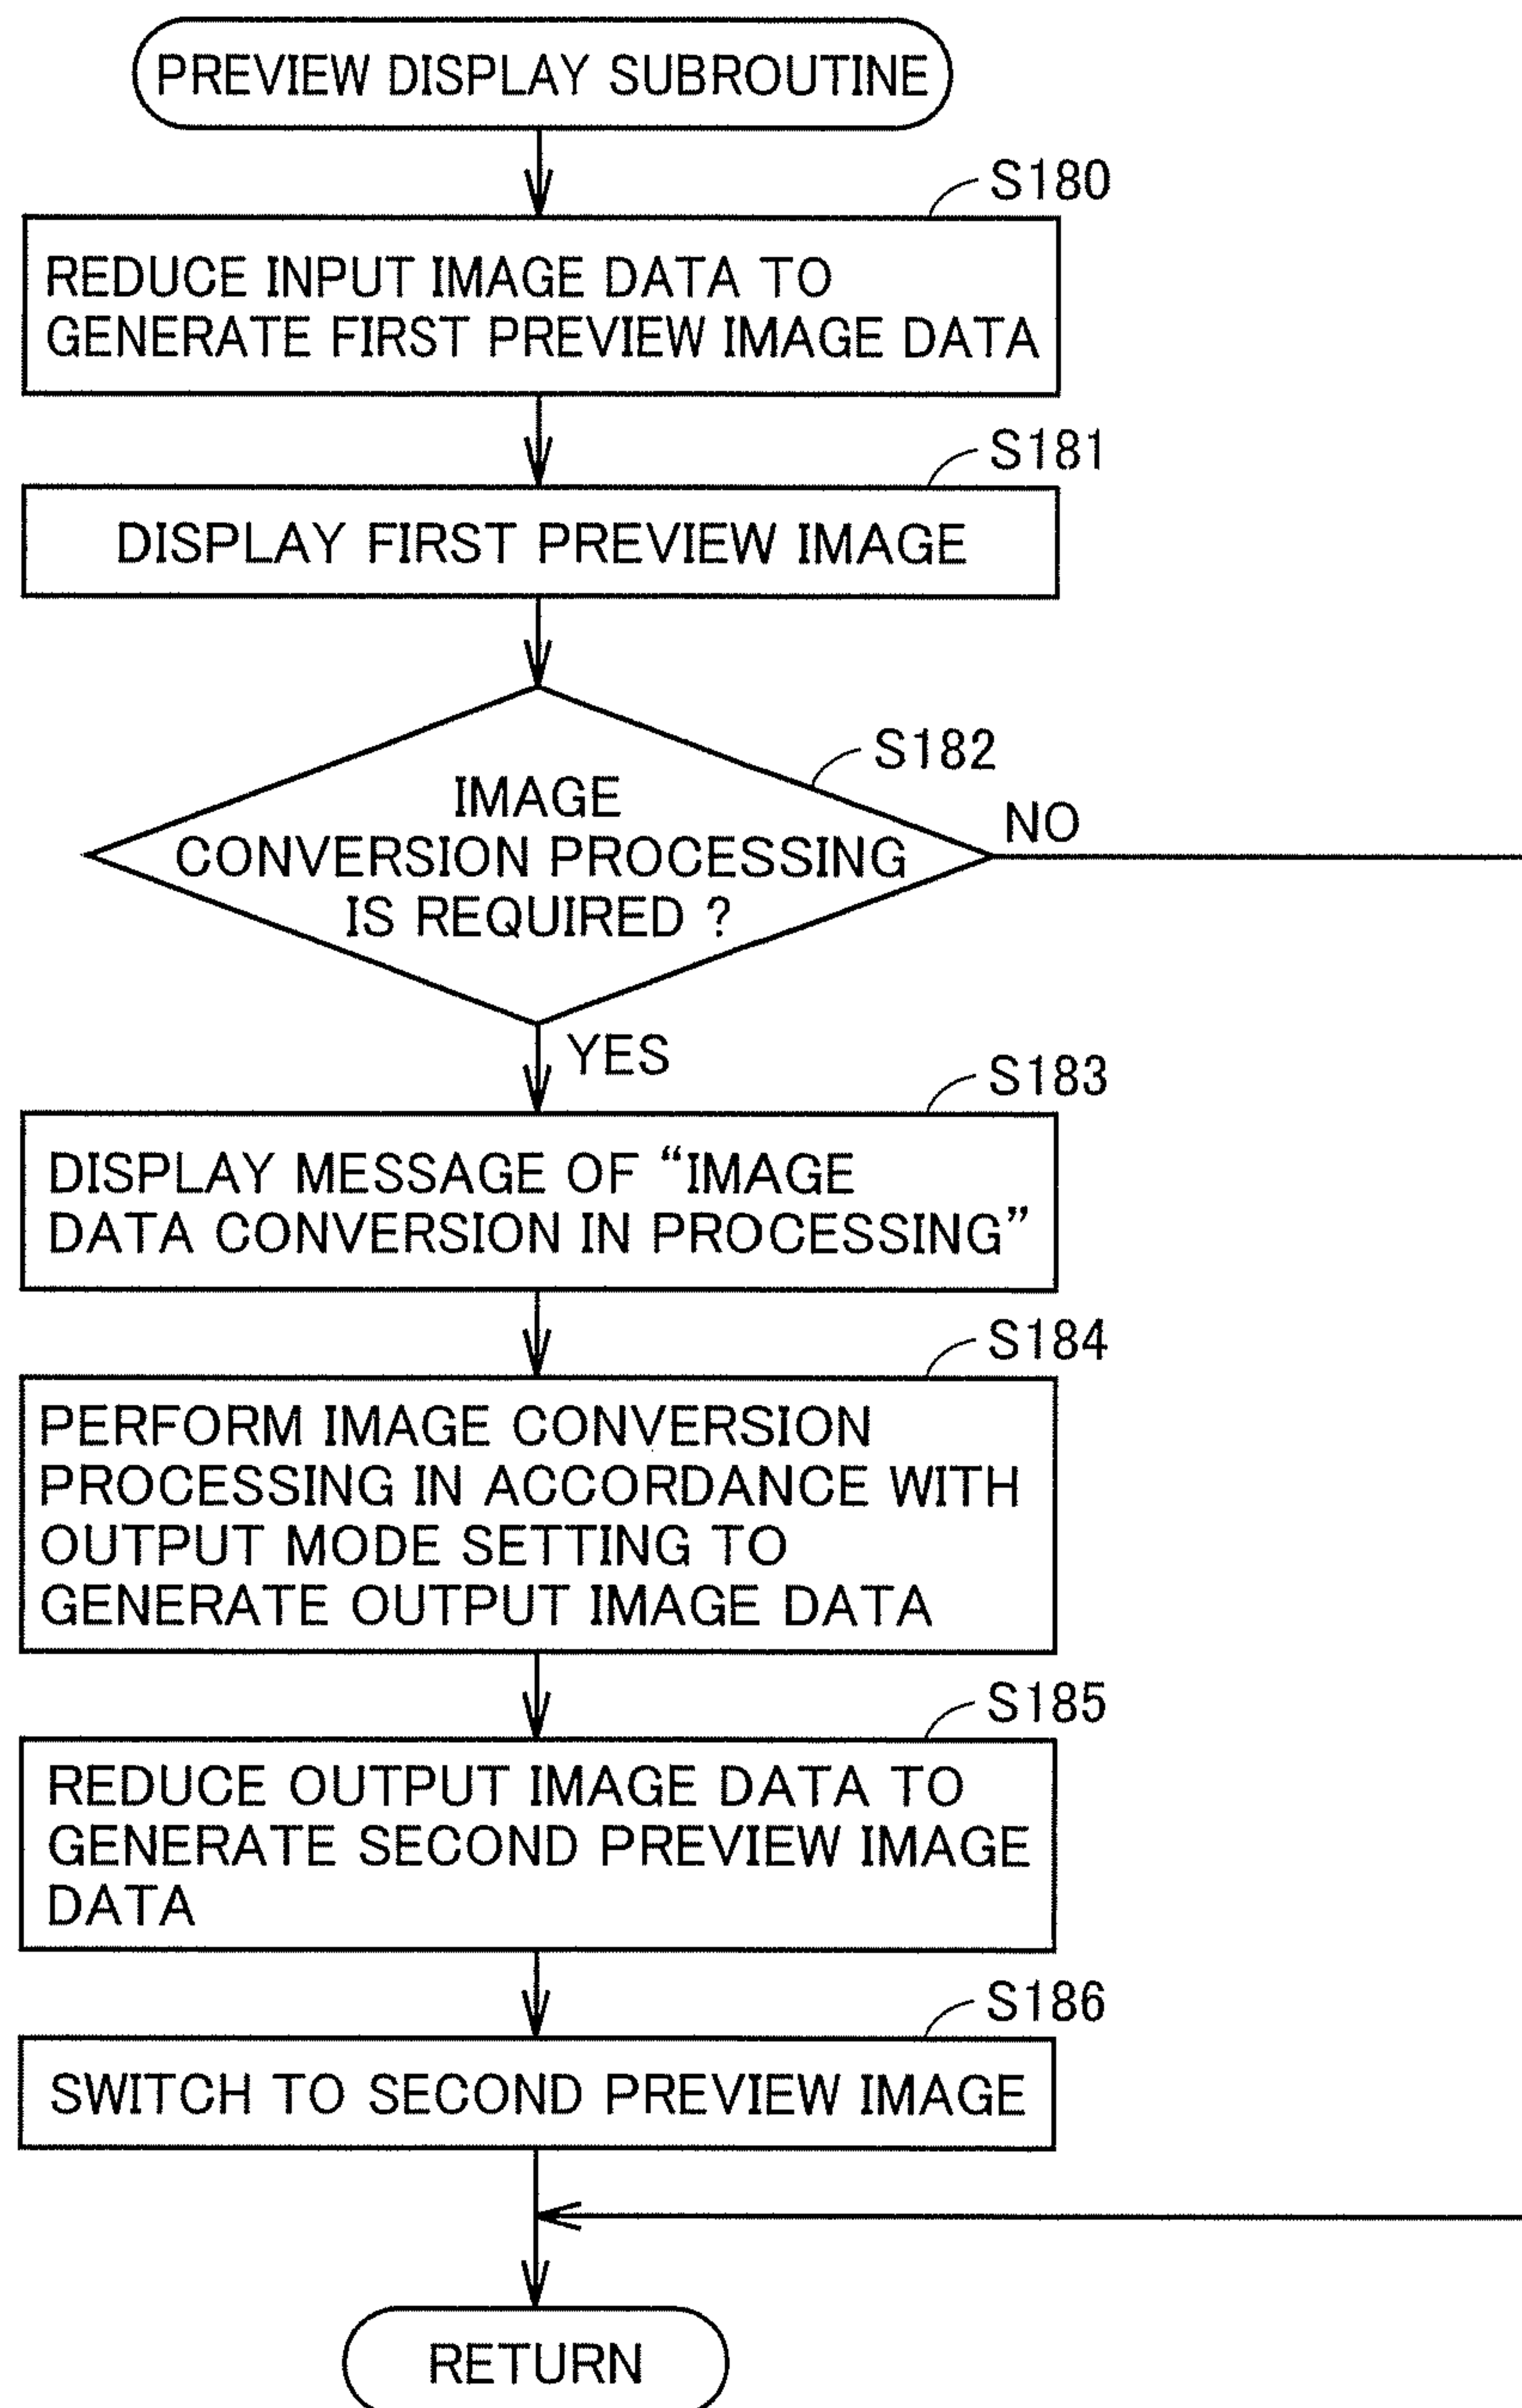 PREVIEW DISPLAY SUBROUTINE
S180
REDUCE INPUT IMAGE DATA TO
GENERATE FIRST PREVIEW IMAGE DATA
S181
DISPLAY FIRST PREVIEW IMAGE
S182
IMAGE
CONVERSION PROCESSING
IS REQUIRED ?
NO
YES
S183
DISPLAY MESSAGE OF “IMAGE
DATA CONVERSION IN PROCESSING”
S184
PERFORM IMAGE CONVERSION
PROCESSING IN ACCORDANCE WITH
OUTPUT MODE SETTING TO
GENERATE OUTPUT IMAGE DATA
S185
REDUCE OUTPUT IMAGE DATA TO
GENERATE SECOND PREVIEW IMAGE
DATA
S186
SWITCH TO SECOND PREVIEW IMAGE
RETURN